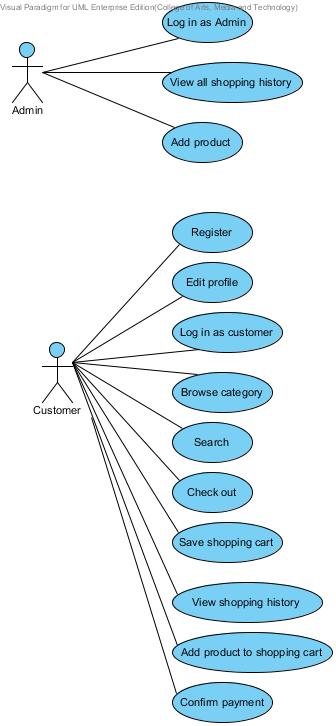 Visual Paradigm for UML Enterprise Edition(College of Arts, Media and Technology)
Log in as Admin
View all shopping history
Admin
Add product
Register
Edit profile
Log in as customer
Browse category
Customer
Search
Check out
Save shopping cart
View shopping history
Add product to shopping cart
Confirm payment